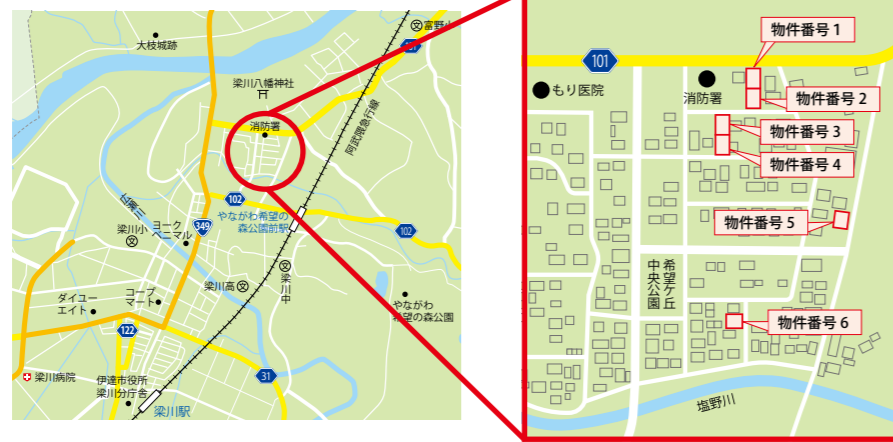 大枝城跡
富野小
101
梁川八幡神社
消防署
阿武隈急行線
広瀬川
102
やながわ希望の
森公園前駅
349
102
ヨーク
ベニマル
梁川小
梁川高
梁川中
コープ
マート
ダイユー
エイト
やながわ
希望の森公園
122
31
梁川病院
伊達市役所
梁川分庁舎
梁川駅
101
もり医院
消防署
物件番号 1
物件番号 2
物件番号 3
物件番号 4
物件番号 5
希望ケ丘
中央公園
物件番号 6
塩野川